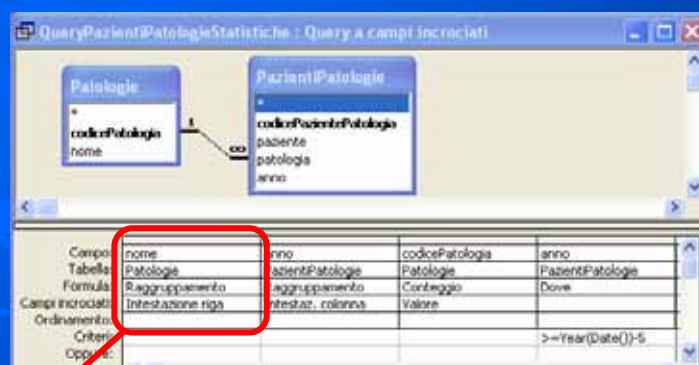 QueryPazientiPatologieStatistiche : Query a campi incrociati
Patologie
*
codicePatologia
nome
1
∞
PazientiPatologie
*
codicePazientePatologia
paziente
patologia
anno
Campo: nome anno codicePatologia anno
Tabella: Patologie PazientiPatologie Patologie PazientiPatologie
Formula: Raggruppamento Raggruppamento Conteggio Dove
Campi incrociati: Intestazione riga Intestaz. colonna Valore
Ordinamento:
Criteri: >=Year(Date())-5
Oppure: